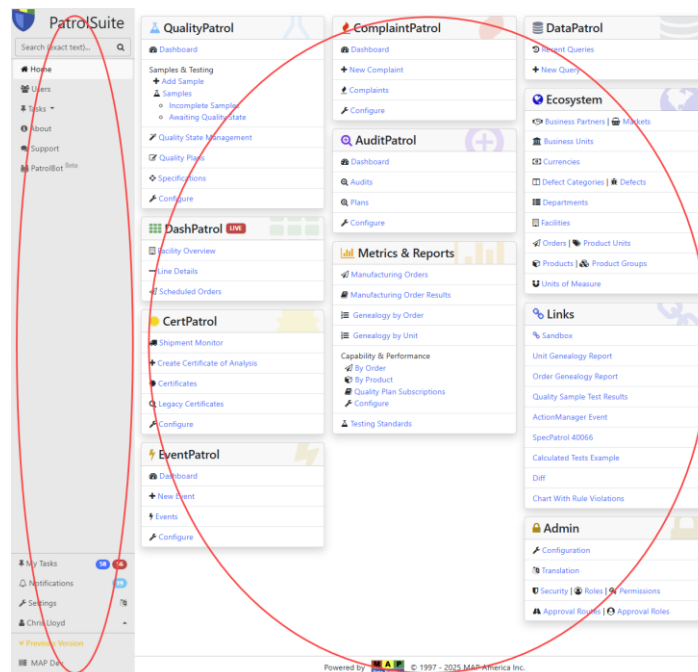 PatrolSuite
Search (exact text)...
Home
Users
Tasks
About
Support
PatrolBot Beta
My Tasks 58
Notifications
Settings
Chris Lloyd
Previous Version
MAP Dev
QualityPatrol
Dashboard
Samples & Testing
Add Sample
Samples
Incomplete Samples
Awaiting Quality State
Quality State Management
Quality Plans
Specifications
Configure
DashPatrol LIVE
Facility Overview
Line Details
Scheduled Orders
CertPatrol
Shipment Monitor
Create Certificate of Analysis
Certificates
Legacy Certificates
Configure
EventPatrol
Dashboard
New Event
Events
Configure
ComplaintPatrol
Dashboard
New Complaint
Complaints
Configure
AuditPatrol
Dashboard
Audits
Plans
Configure
Metrics & Reports
Manufacturing Orders
Manufacturing Order Results
Genealogy by Order
Genealogy by Unit
Capability & Performance
By Order
By Product
Quality Plan Subscriptions
Configure
Testing Standards
DataPatrol
Recent Queries
New Query
Ecosystem
Business Partners | Markets
Business Units
Currencies
Defect Categories | Defects
Departments
Facilities
Orders | Product Units
Products | Product Groups
Units of Measure
Links
Sandbox
Unit Genealogy Report
Order Genealogy Report
Quality Sample Test Results
ActionManager Event
SpecPatrol 40066
Calculated Tests Example
Diff
Chart With Rule Violations
Admin
Configuration
Translation
Security | Roles | Permissions
Approval Routes | Approval Roles
Powered by MAP © 1997 - 2025 MAP America Inc.